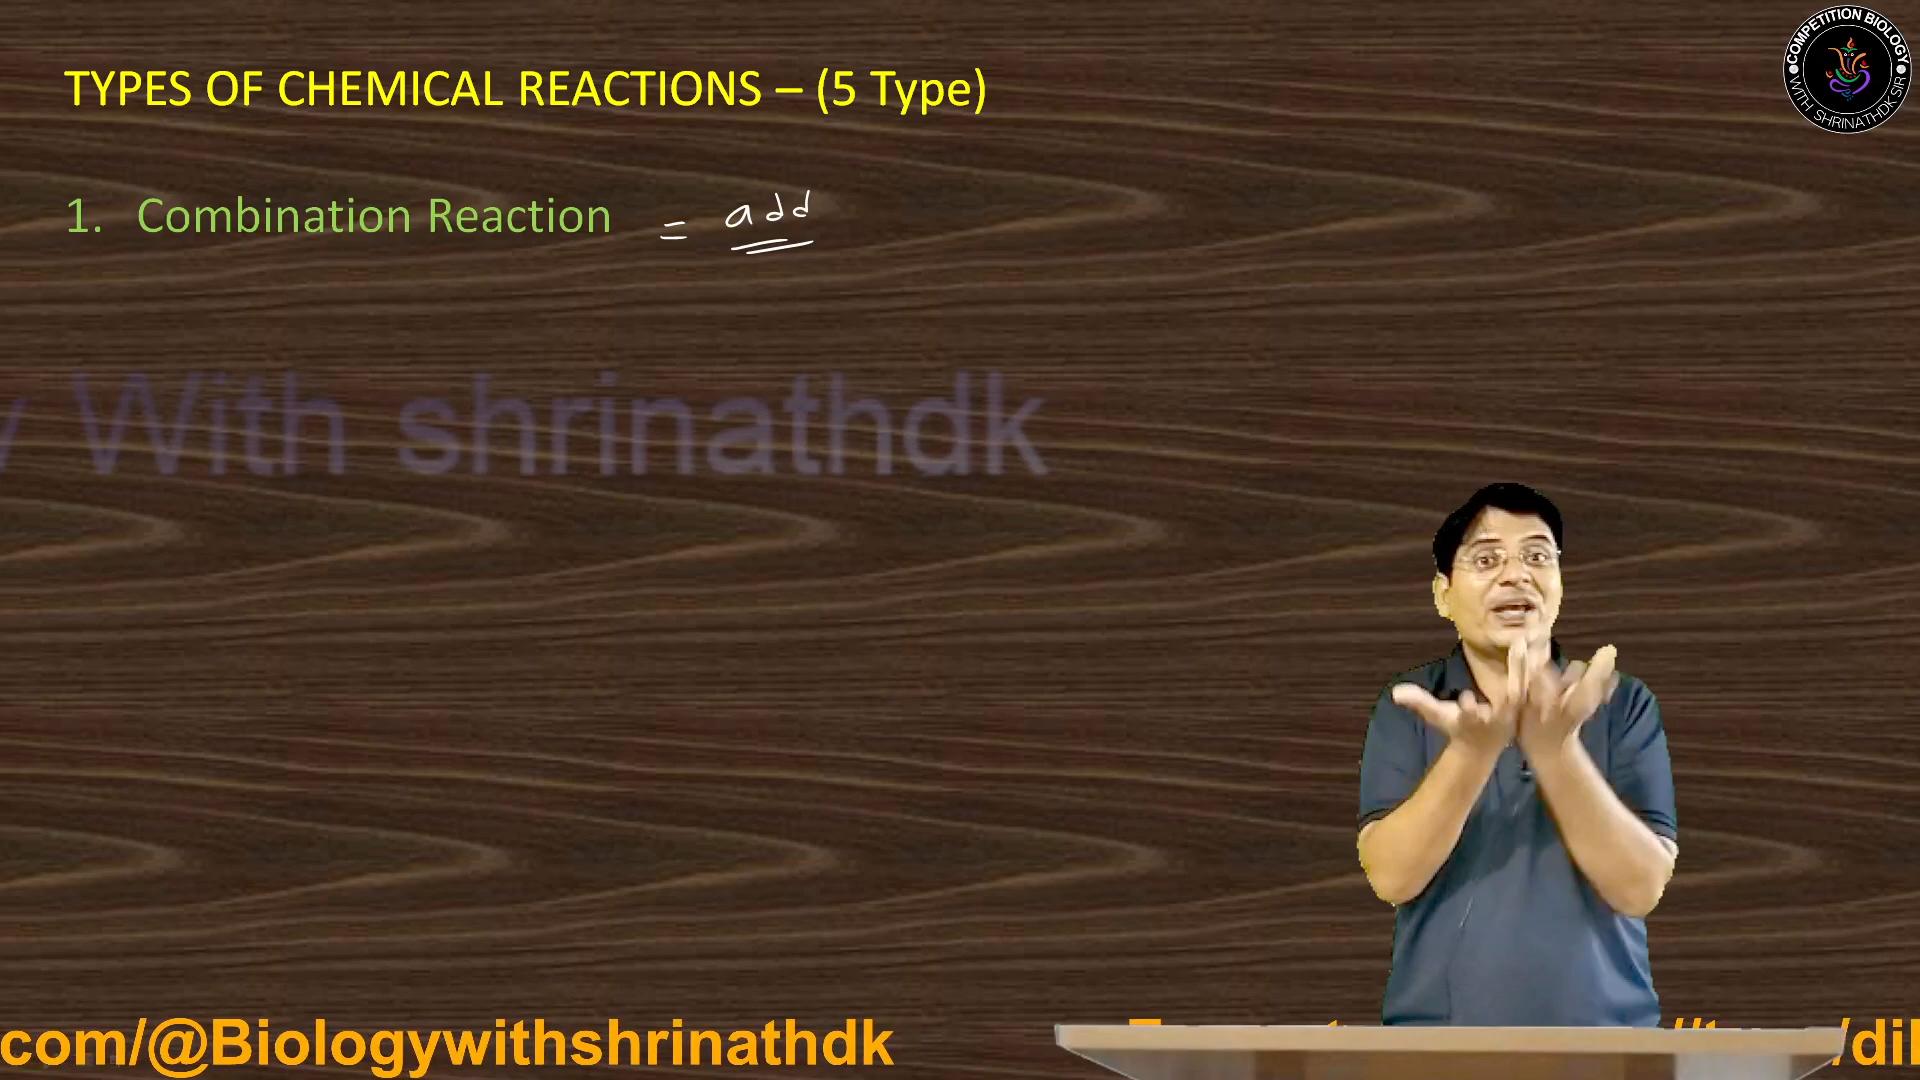 COMPETITION BIOLOGY
WITH SHRINATHDK SIR
TYPES OF CHEMICAL REACTIONS – (5 Type)
1. Combination Reaction = add
With shrinathdk
com/@Biologywithshrinathdk